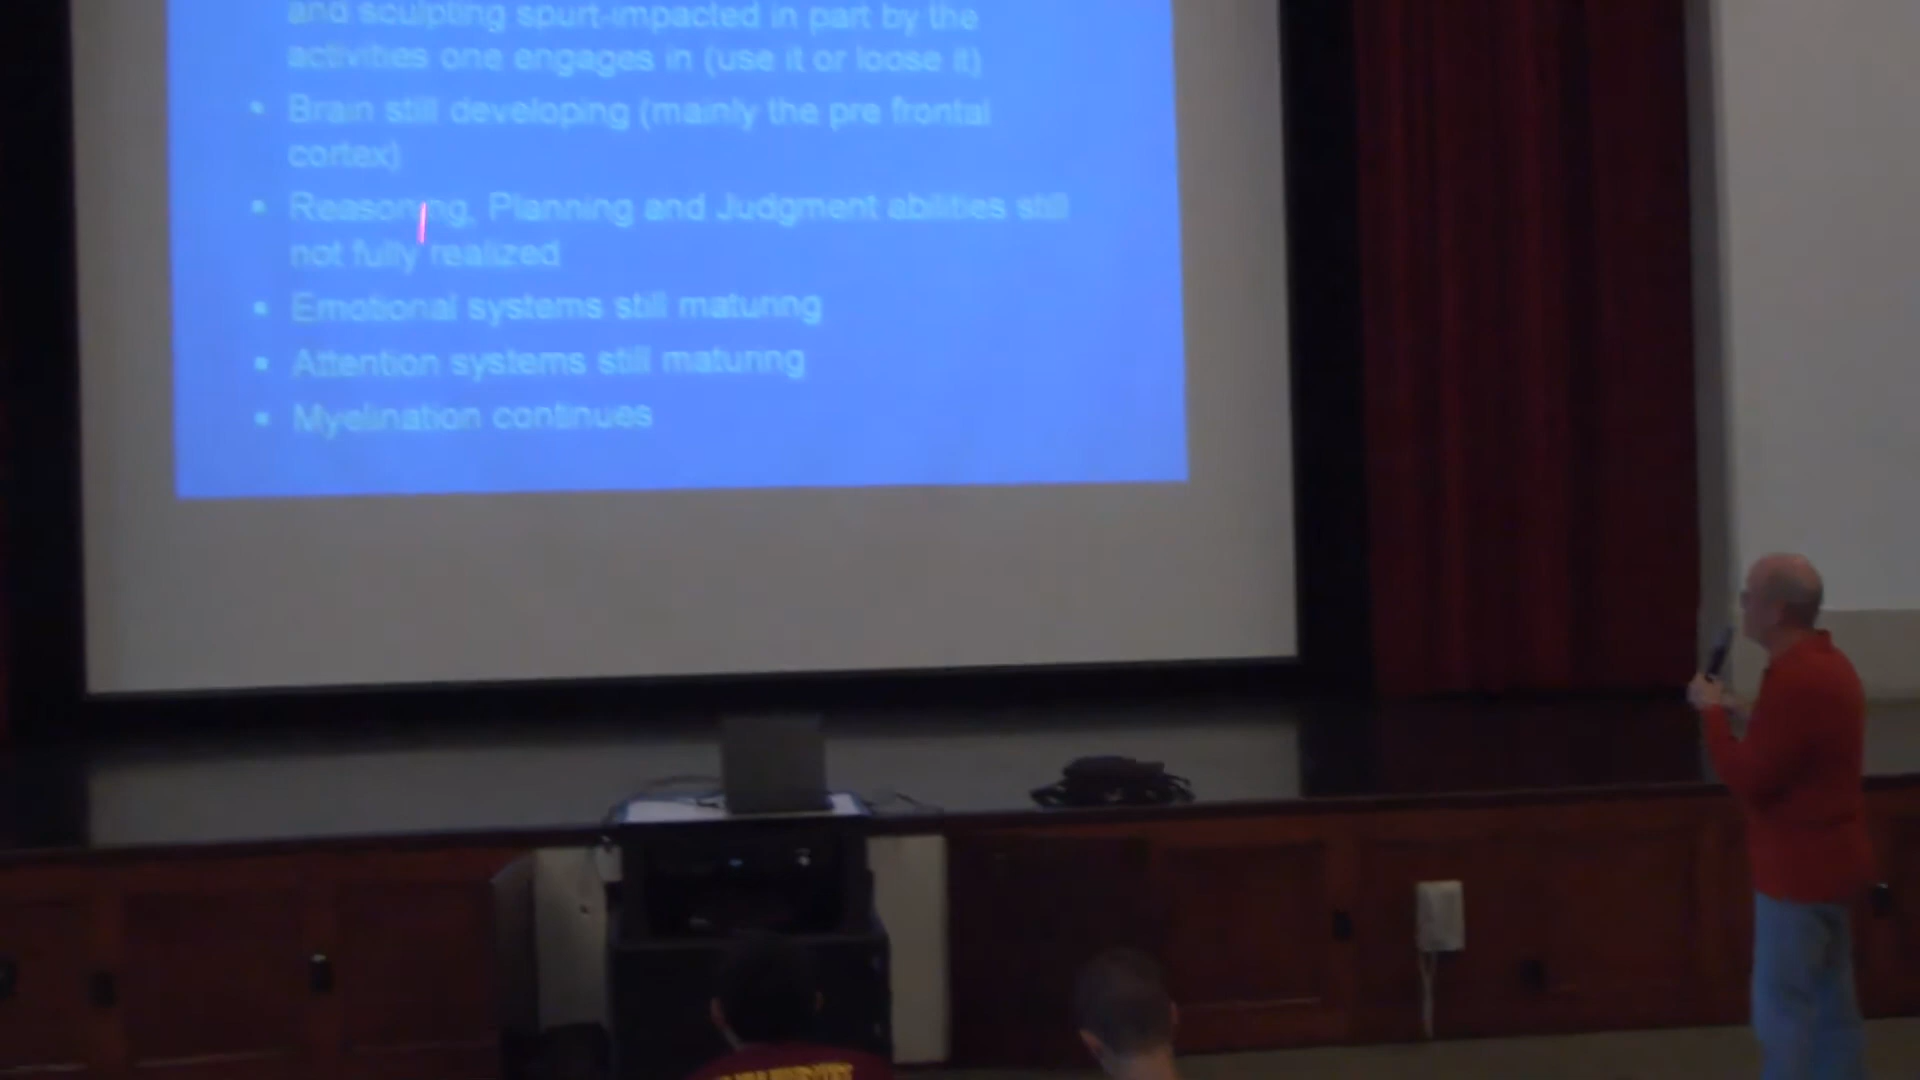 and sculpting spurt-impacted in part by the
activities one engages in (use it or loose it)
• Brain still developing (mainly the pre frontal
cortex)
• Reasoning, Planning and Judgment abilities still
not fully realized
• Emotional systems still maturing
• Attention systems still maturing
• Myelination continues